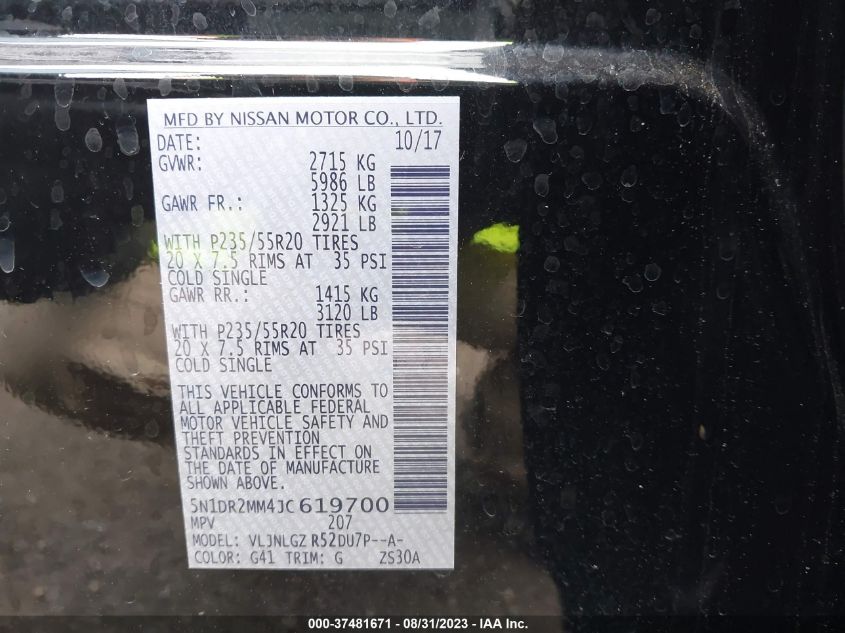 MFD BY NISSAN MOTOR CO., LTD.
DATE: 10/17
GVWR: 2715 KG
5986 LB
GAWR FR.: 1325 KG
2921 LB
WITH P235/55R20 TIRES
20 X 7.5 RIMS AT 35 PSI
COLD SINGLE
GAWR RR.: 1415 KG
3120 LB
WITH P235/55R20 TIRES
20 X 7.5 RIMS AT 35 PSI
COLD SINGLE
THIS VEHICLE CONFORMS TO
ALL APPLICABLE FEDERAL
MOTOR VEHICLE SAFETY AND
THEFT PREVENTION
STANDARDS IN EFFECT ON
THE DATE OF MANUFACTURE
SHOWN ABOVE.
5N1DR2MM4JC619700
MPV 207
MODEL: VLJNLGZ R52DU7P--A-
COLOR: G41 TRIM: G ZS30A
000-37481671 - 08/31/2023 - IAA Inc.